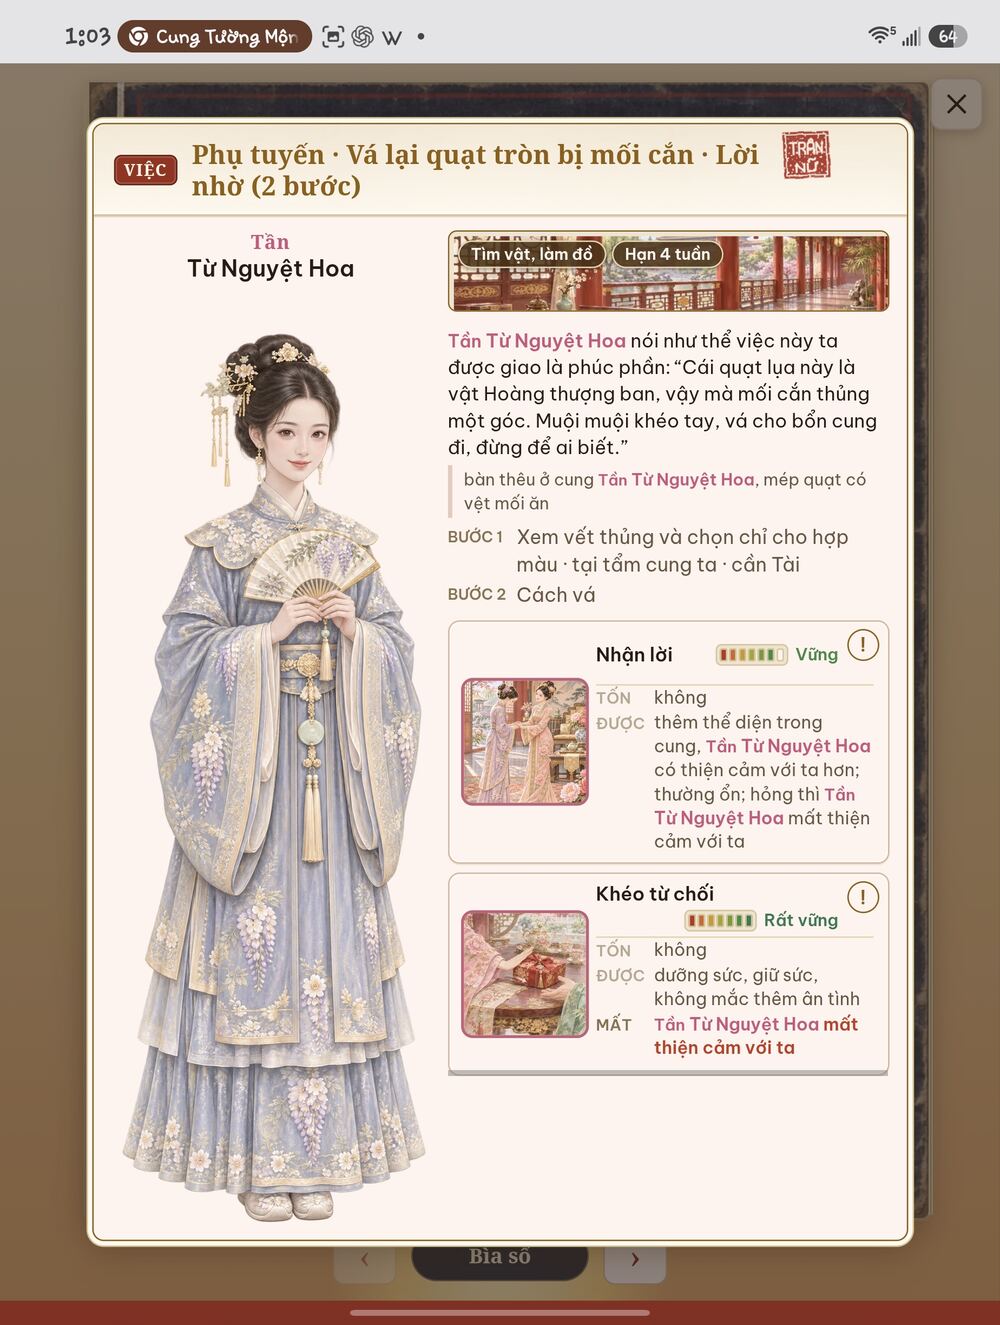 1:03 Cung Tường Mộn W 5 64
VIỆC
Phụ tuyến · Vá lại quạt tròn bị mối cắn · Lời
nhờ (2 bước)
TRÂN
NỮ
Tần
Từ Nguyệt Hoa
Tìm vật, làm đồ
Hạn 4 tuần
Tần Từ Nguyệt Hoa nói như thể việc này ta
được giao là phúc phần: “Cái quạt lụa này là
vật Hoàng thượng ban, vậy mà mối cắn thủng
một góc. Muội muội khéo tay, vá cho bổn cung
đi, đừng để ai biết.”
bàn thêu ở cung Tần Từ Nguyệt Hoa, mép quạt có
vệt mối ăn
BƯỚC 1 Xem vết thủng và chọn chỉ cho hợp
màu · tại tẩm cung ta · cần Tài
BƯỚC 2 Cách vá
Nhận lời Vững !
TỐN không
ĐƯỢC thêm thể diện trong
cung, Tần Từ Nguyệt Hoa
có thiện cảm với ta hơn;
thường ổn; hỏng thì Tần
Từ Nguyệt Hoa mất thiện
cảm với ta
Khéo từ chối !
Rất vững
TỐN không
ĐƯỢC dưỡng sức, giữ sức,
không mắc thêm ân tình
MẤT Tần Từ Nguyệt Hoa mất
thiện cảm với ta
‹ Bìa sổ ›